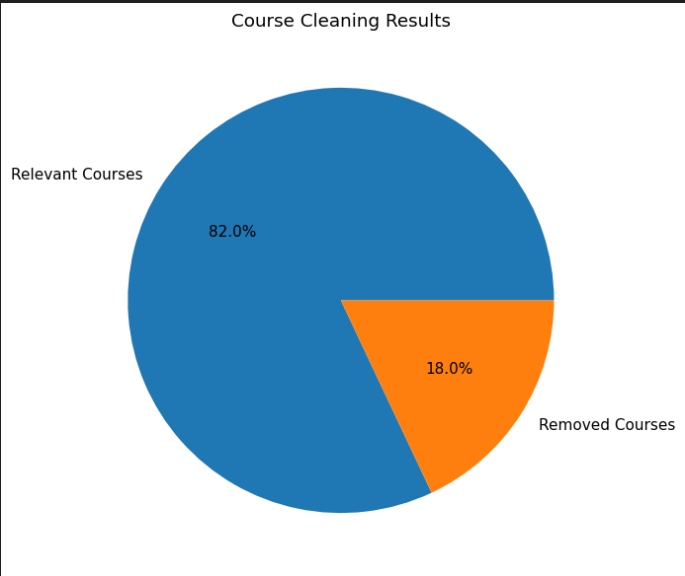 Course Cleaning Results
Relevant Courses
82.0%
18.0%
Removed Courses